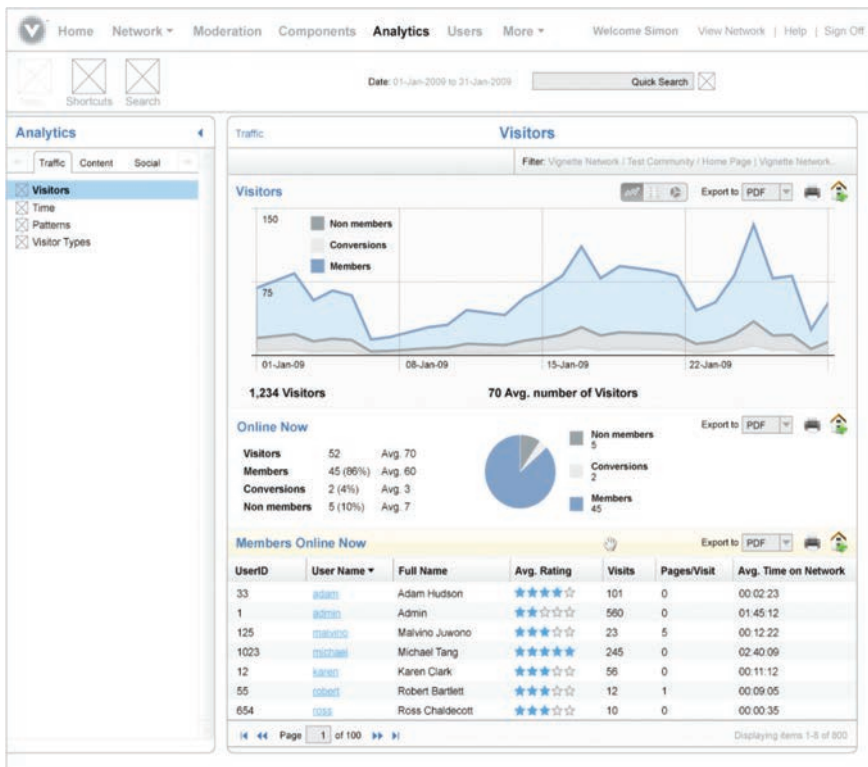 V Home Network Moderation Components Analytics Users More Welcome Simon View Network | Help | Sign Off
Date: 01-Jan-2009 to 31-Jan-2009 Quick Search
Shortcuts Search
Analytics
Traffic Content Social
Visitors
Time
Patterns
Visitor Types
Traffic Visitors
Filter: Vignette Network / Test Community / Home Page | Vignette Network...
Visitors Export to PDF
150
75
Non members
Conversions
Members
01-Jan-09 08-Jan-09 15-Jan-09 22-Jan-09
1,234 Visitors 70 Avg. number of Visitors
Online Now Export to PDF
Visitors 52 Avg. 70
Members 45 (86%) Avg. 60
Conversions 2 (4%) Avg. 3
Non members 5 (10%) Avg. 7
Non members
5
Conversions
2
Members
45
Members Online Now Export to PDF
UserID User Name Full Name Avg. Rating Visits Pages/Visit Avg. Time on Network
33 adam Adam Hudson 101 0 00:02:23
1 admin Admin 560 0 01:45:12
125 malvino Malvino Juwono 23 5 00:12:22
1023 michael Michael Tang 245 0 02:40:09
12 karen Karen Clark 56 0 00:11:12
55 robert Robert Bartlett 12 1 00:09:05
654 ross Ross Chaldecott 10 0 00:00:35
Page 1 of 100 Displaying items 1-8 of 800